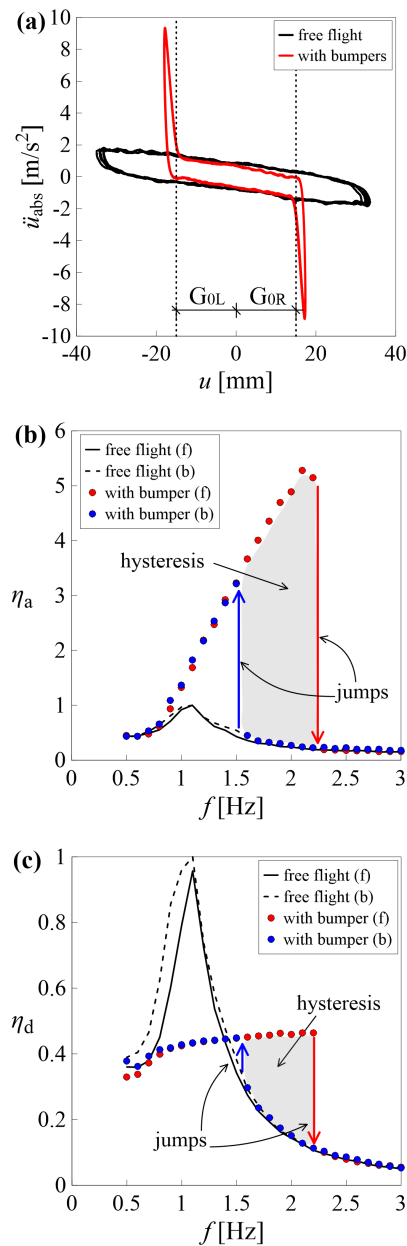 (a)
free flight
with bumpers
ü_abs [m/s²]
10
8
6
4
2
0
-2
-4
-6
-8
-10
G0L
G0R
-40
-20
0
20
40
u [mm]
(b)
free flight (f)
free flight (b)
with bumper (f)
with bumper (b)
ηa
6
5
4
3
2
1
0
hysteresis
jumps
0
0.5
1
1.5
2
2.5
3
f [Hz]
(c)
free flight (f)
free flight (b)
with bumper (f)
with bumper (b)
ηd
1
0.8
0.6
0.4
0.2
0
hysteresis
jumps
0
0.5
1
1.5
2
2.5
3
f [Hz]